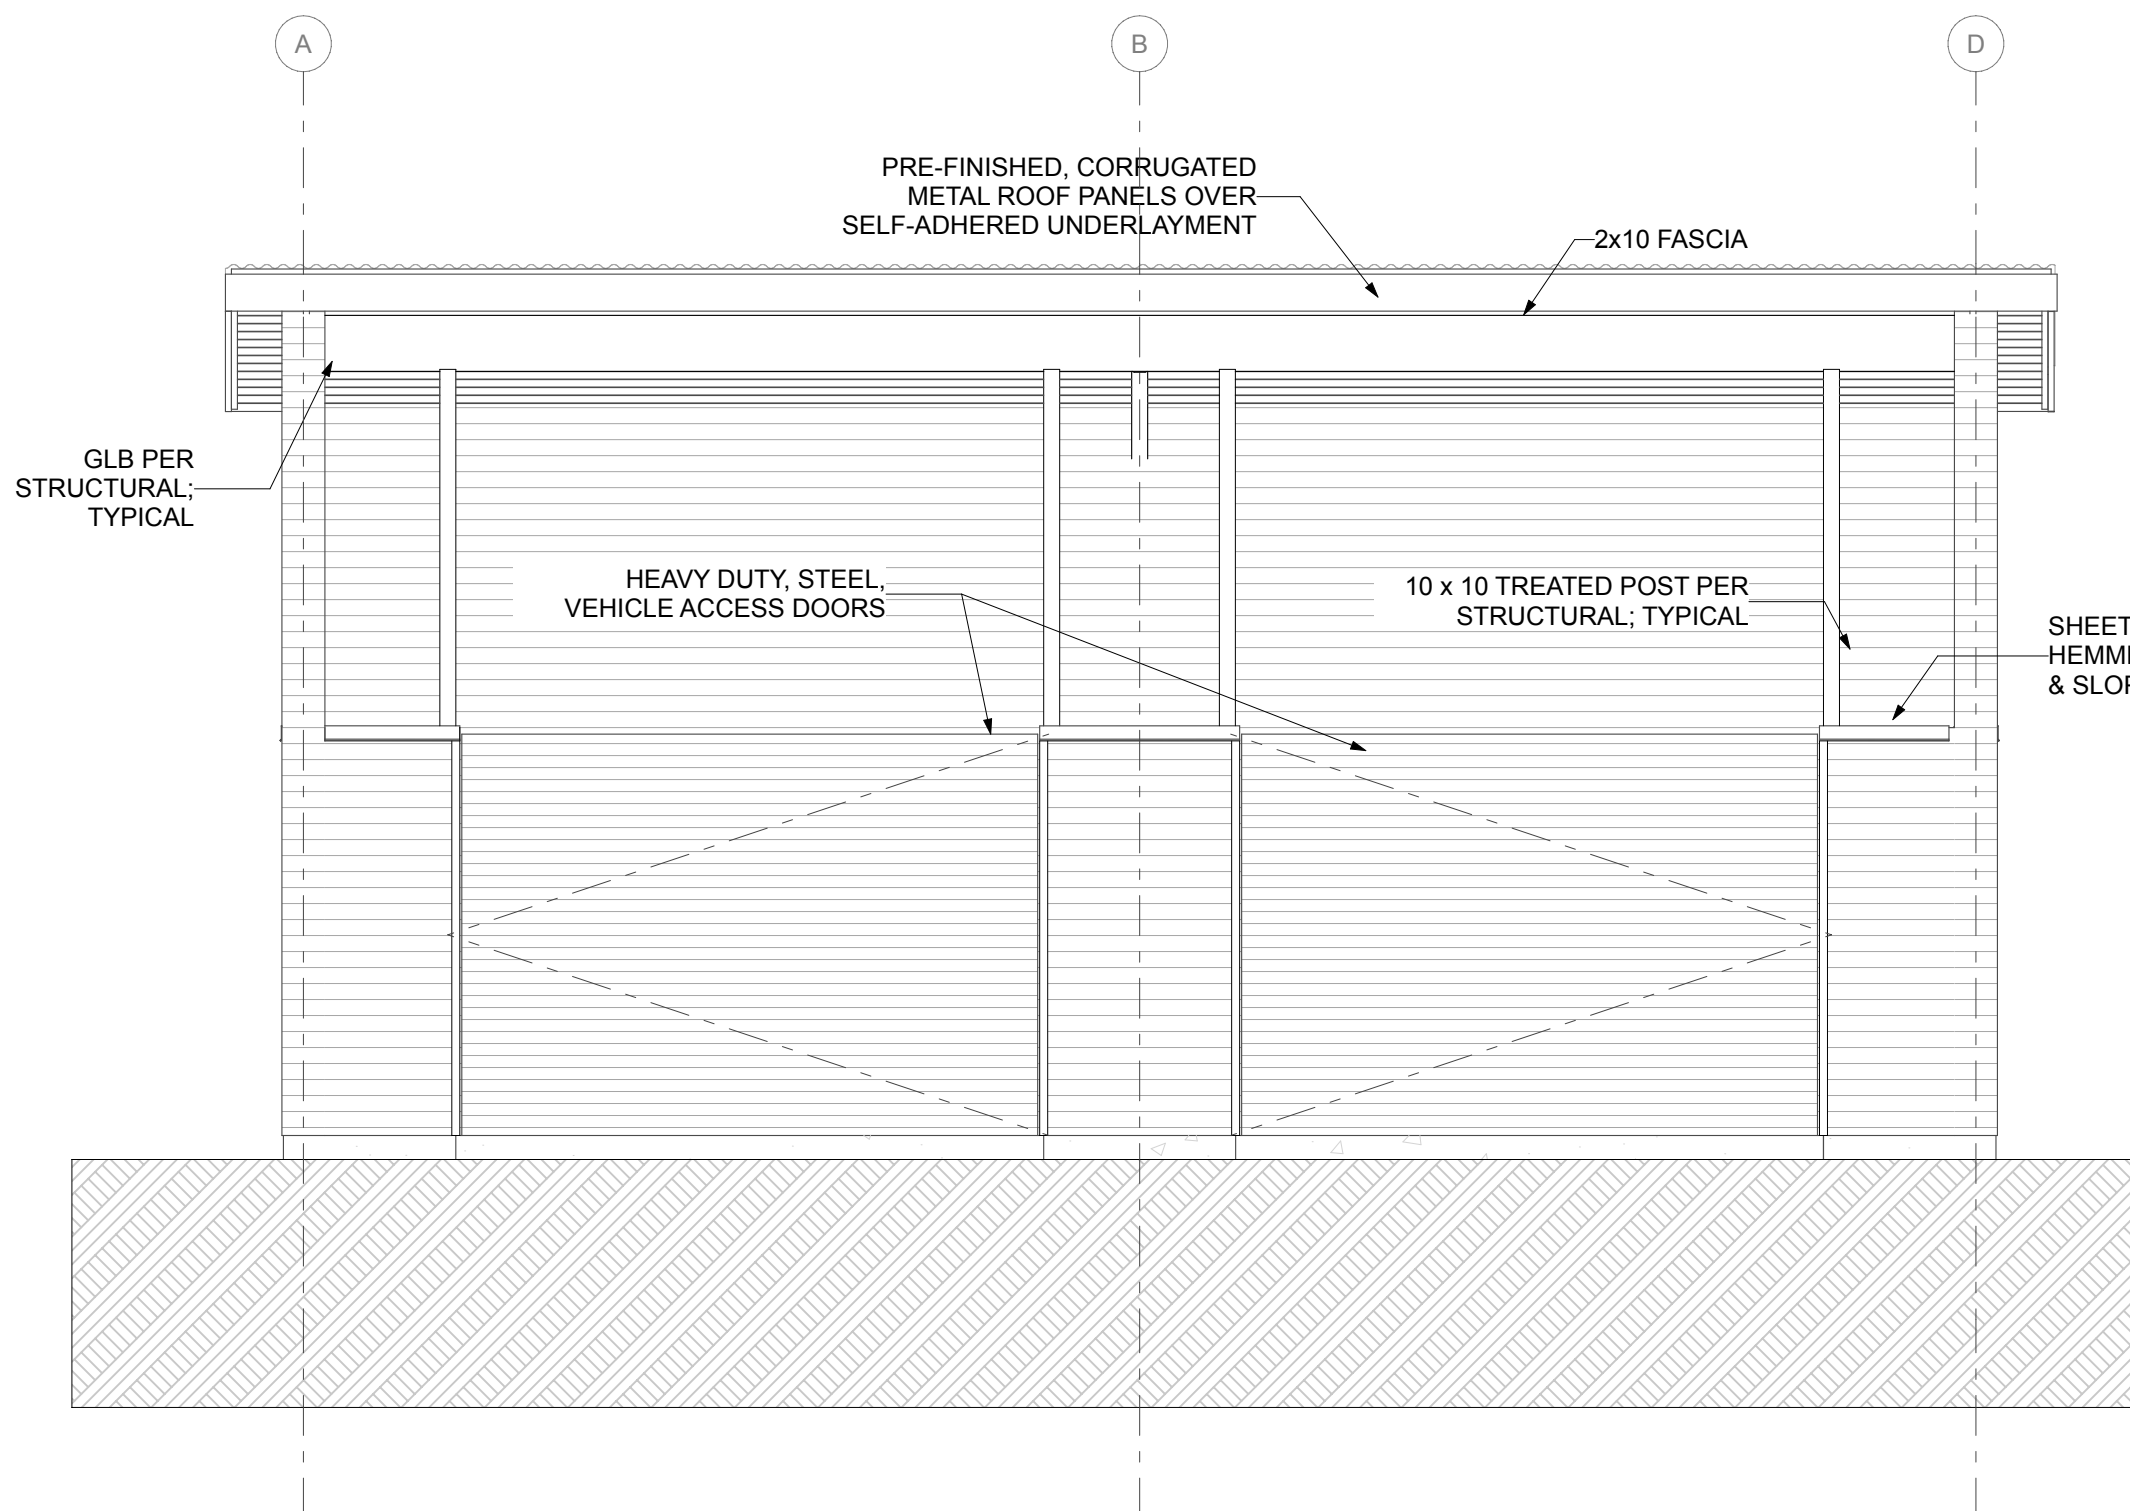 A
B
D
PRE-FINISHED, CORRUGATED
METAL ROOF PANELS OVER
SELF-ADHERED UNDERLAYMENT
2x10 FASCIA
GLB PER
STRUCTURAL;
TYPICAL
HEAVY DUTY, STEEL,
VEHICLE ACCESS DOORS
10 x 10 TREATED POST PER
STRUCTURAL; TYPICAL
SHEET
&